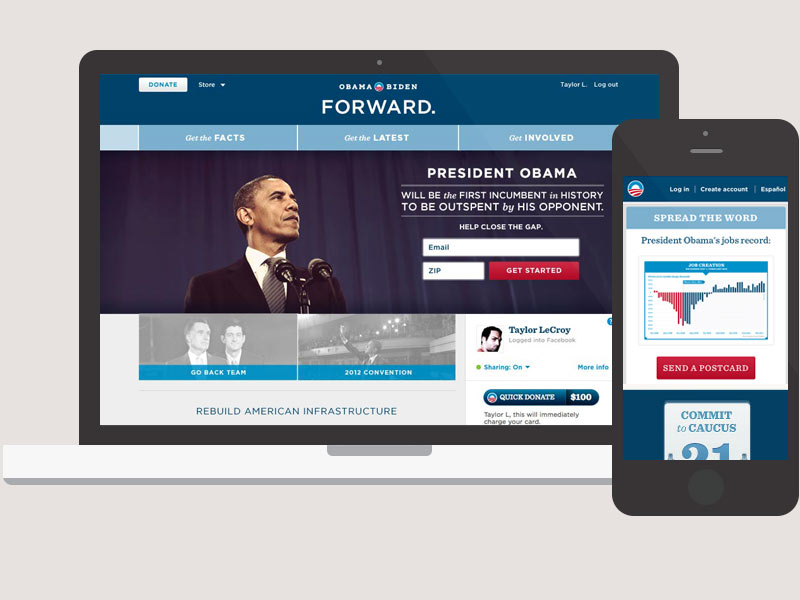 DONATE
Store
Taylor L. Log out
OBAMA BIDEN
FORWARD.
Get the FACTS
Get the LATEST
Get INVOLVED
PRESIDENT OBAMA
WILL BE the FIRST INCUMBENT in HISTORY
TO BE OUTSPENT by HIS OPPONENT.
HELP CLOSE THE GAP.
Email
ZIP
GET STARTED
GO BACK TEAM
2012 CONVENTION
REBUILD AMERICAN INFRASTRUCTURE
Taylor LeCroy
Logged into Facebook
Sharing: On
More info
QUICK DONATE $100
Taylor L, this will immediately
charge your card.
Log in | Create account | Español
SPREAD THE WORD
President Obama's jobs record:
JOB CREATION
SEND A POSTCARD
COMMIT
to CAUCUS
21